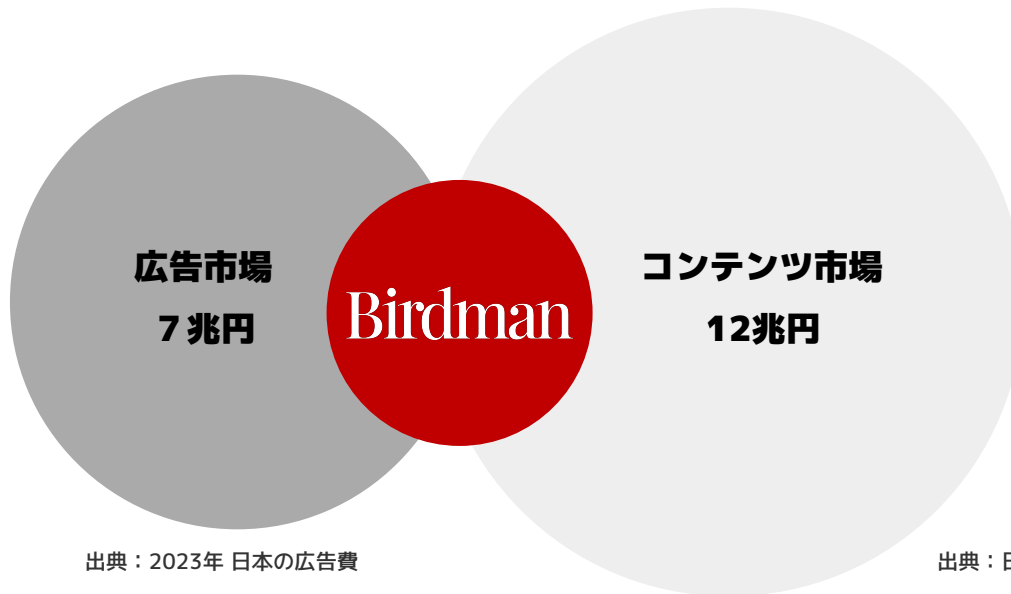 広告市場
７兆円
Birdman
コンテンツ市場
12兆円
出典：2023年 日本の広告費
出典：